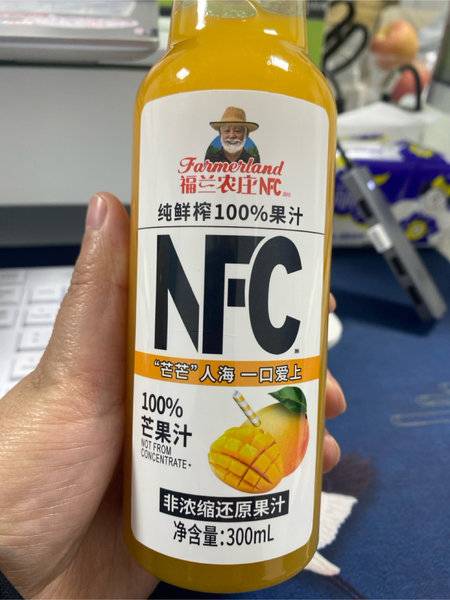 Farmerland
福兰农庄NFC
纯鲜榨100%果汁
NFC
“芒芒”人海 一口爱上
100%
芒果汁
NOT FROM
CONCENTRATE
非浓缩还原果汁
净含量:300mL